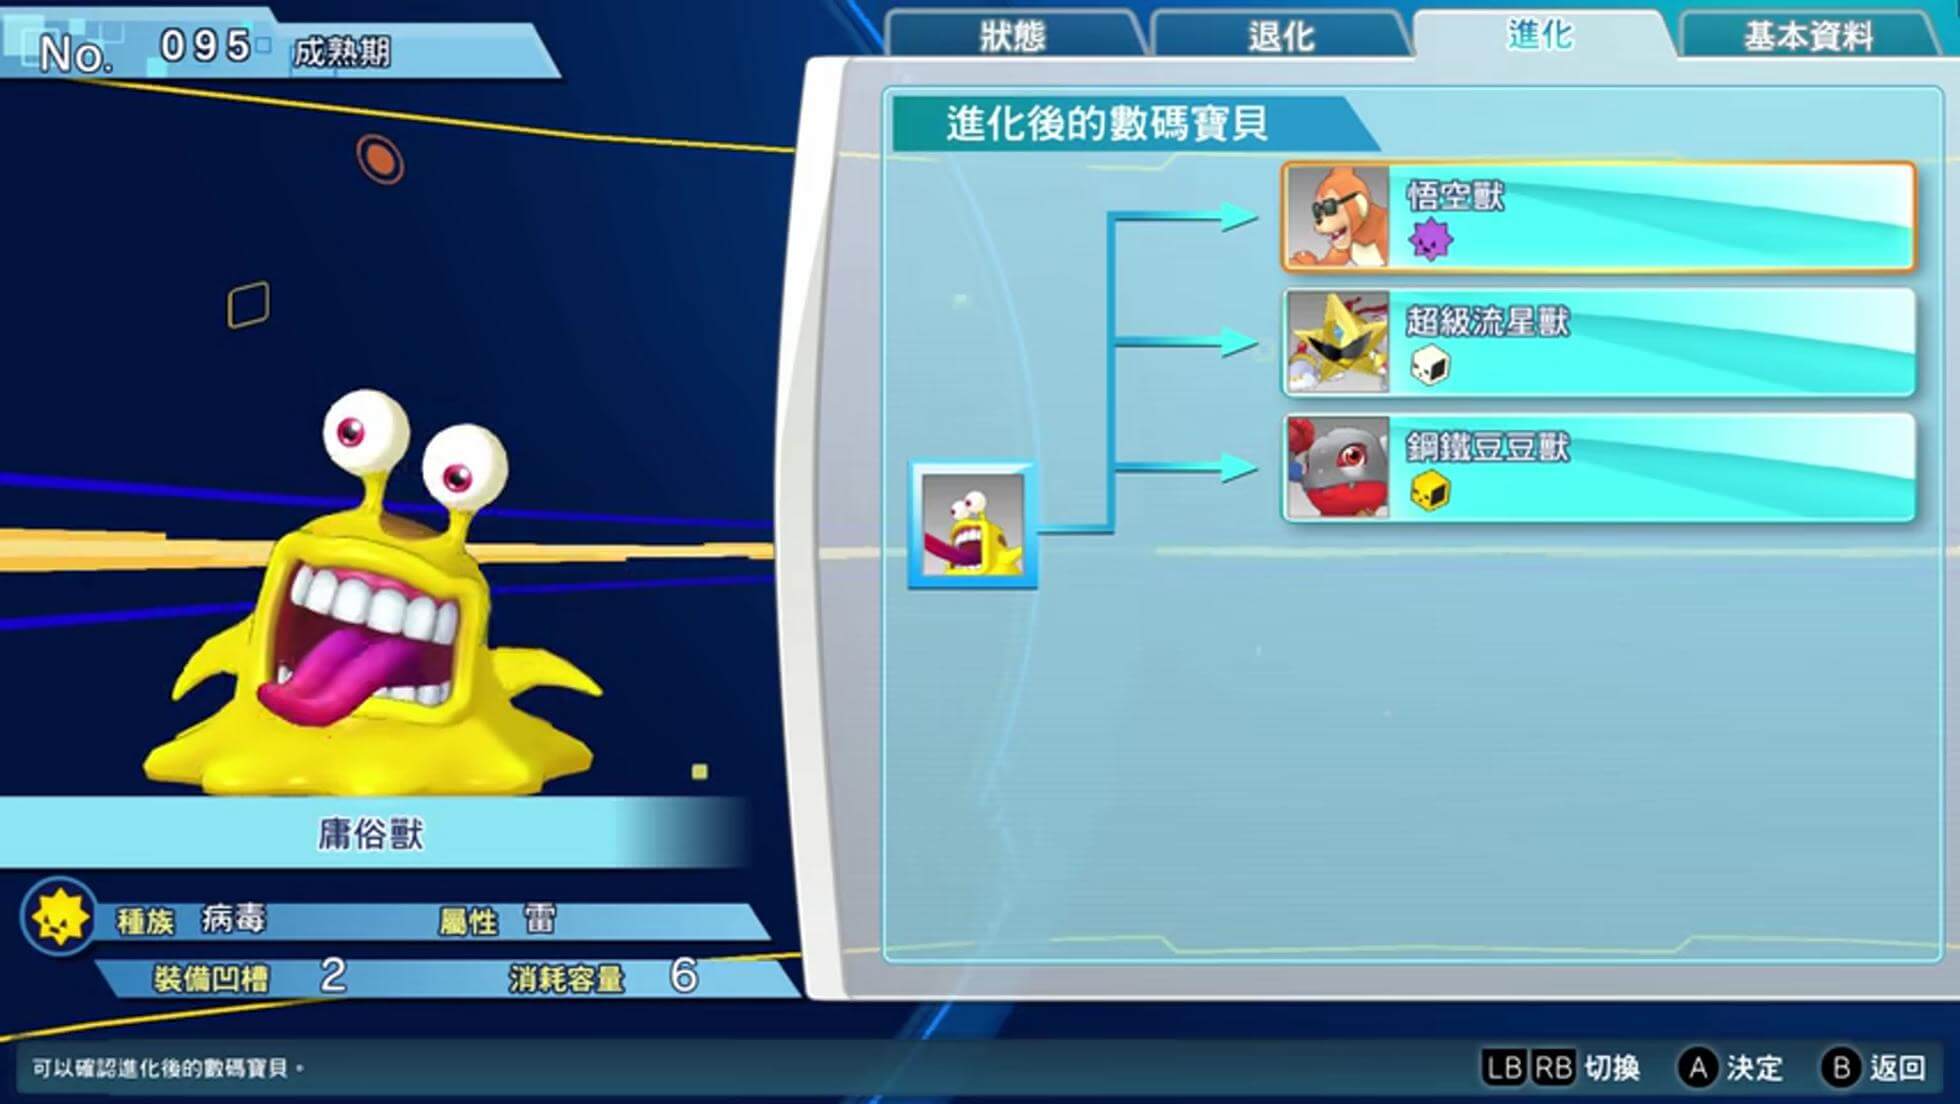 No. 095 成熟期
狀態 退化 進化 基本資料
進化後的數碼寶貝
悟空獸
超級流星獸
鋼鐵豆豆獸
庸俗獸
種族 病毒 屬性 雷
裝備凹槽 2 消耗容量 6
可以確認進化後的數碼寶貝。
LB RB 切換 A 決定 B 返回